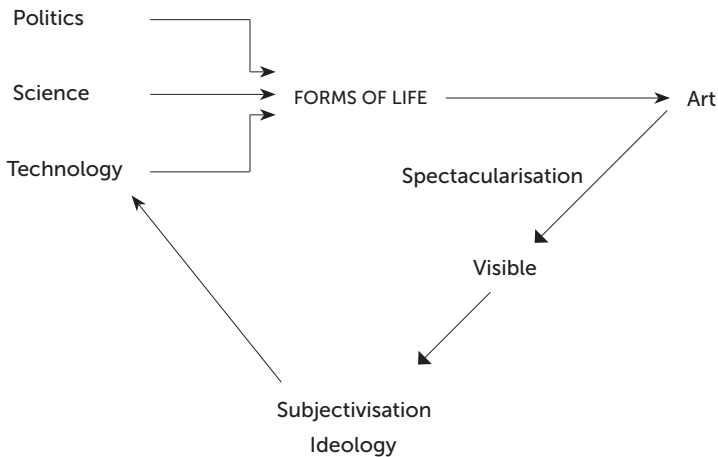 Politics
Science
FORMS OF LIFE
Art
Technology
Spectacularisation
Visible
Subjectivisation
Ideology